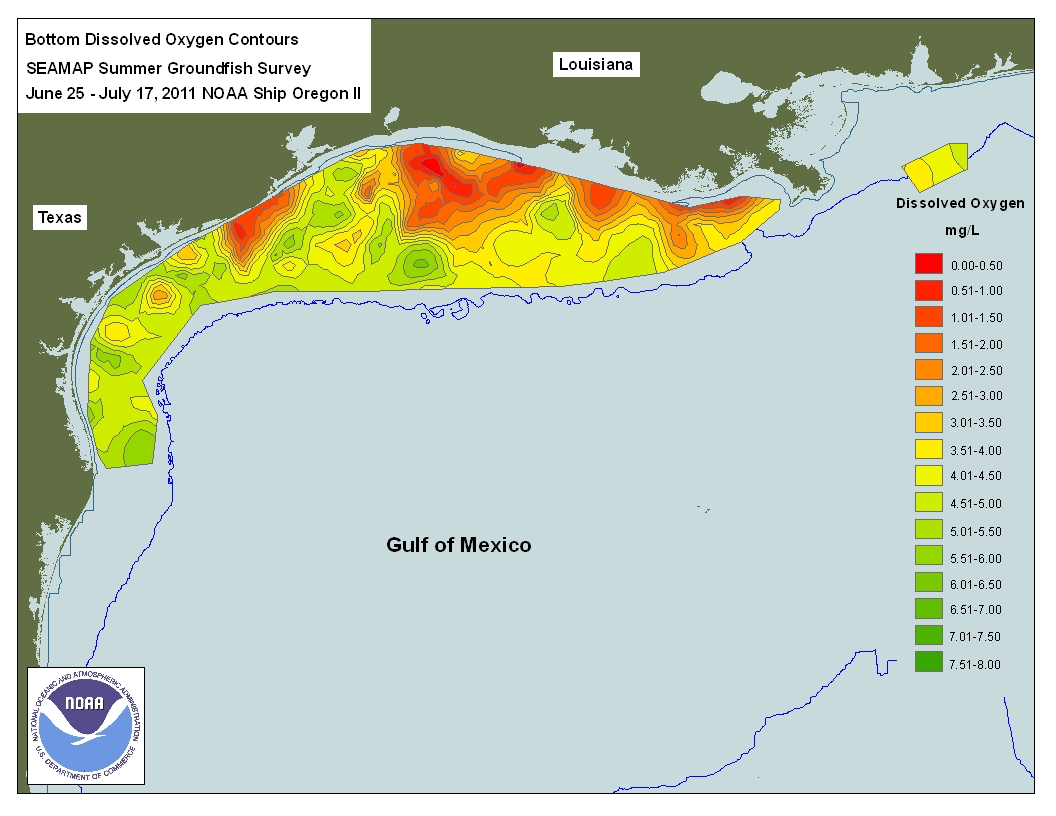 Bottom Dissolved Oxygen Contours
SEAMAP Summer Groundfish Survey
June 25 - July 17, 2011 NOAA Ship Oregon II
Louisiana
Texas
Dissolved Oxygen
mg/L
0.00-0.50
0.51-1.00
1.01-1.50
1.51-2.00
2.01-2.50
2.51-3.00
3.01-3.50
3.51-4.00
4.01-4.50
4.51-5.00
5.01-5.50
5.51-6.00
6.01-6.50
6.51-7.00
7.01-7.50
7.51-8.00
Gulf of Mexico
NATIONAL OCEANIC AND ATMOSPHERIC ADMINISTRATION
NOAA
U.S. DEPARTMENT OF COMMERCE